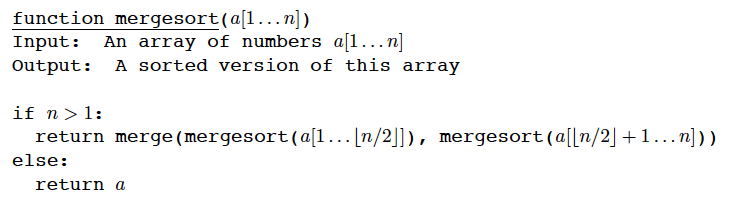 function mergesort(a[1...n])
Input: An array of numbers a[1...n]
Output: A sorted version of this array
if n > 1:
return merge(mergesort(a[1...⌊n/2⌋]), mergesort(a[⌊n/2⌋ + 1...n]))
else:
return a